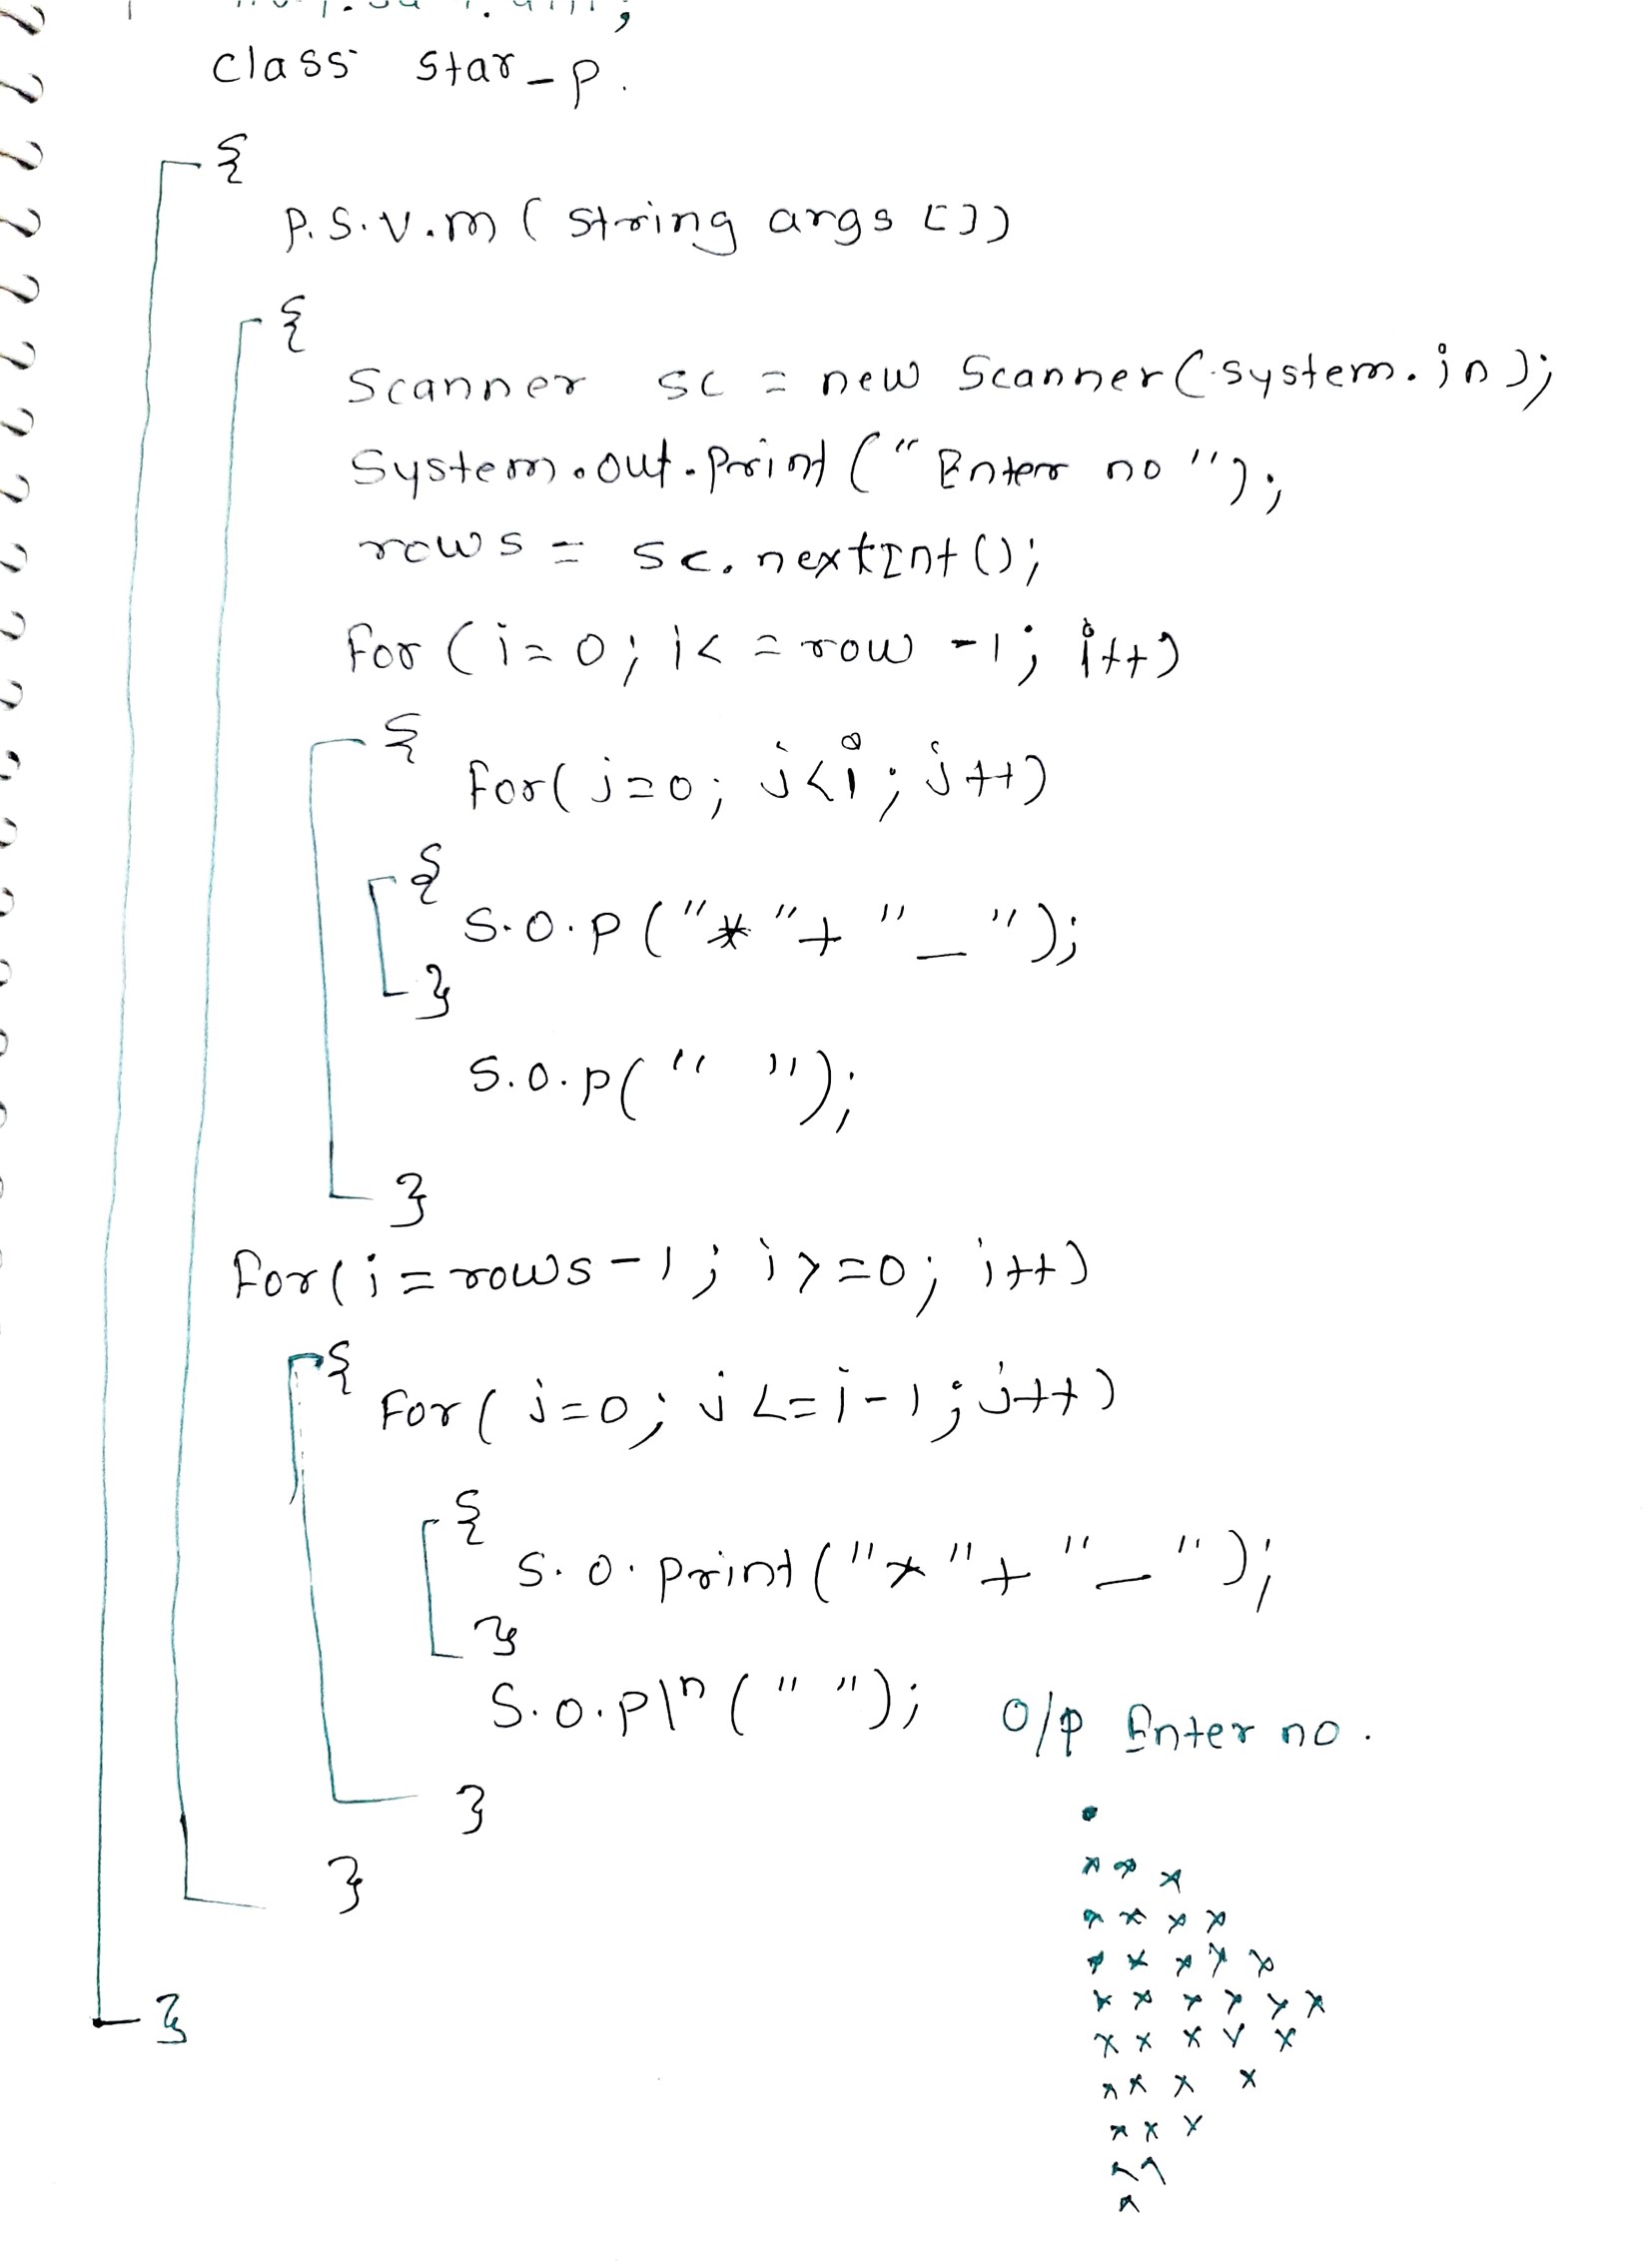 class star_p.
{
P.S.V.m ( string args [])
{
Scanner sc = new Scanner(system.in);
System.out.print ( " Enter no ");
rows = sc.nextInt();
For ( i=0; i< = row -1; i++)
{
For( j=0; j<i; j++)
{
S.O.P ( "*"+ "_ ");
}
S.O.P( " ");
}
For( i = rows -1; i>=0; i++)
{
For( j=0; j<=i-1; j++)
{
S.O.print ( "*"+ "_ ");
}
S.O.Pln ( " ");
O/P Enter no.
}
}
}
*
* * *
* * * *
* * * * *
* * * * * *
* * * * *
* * * *
* * *
* *
*